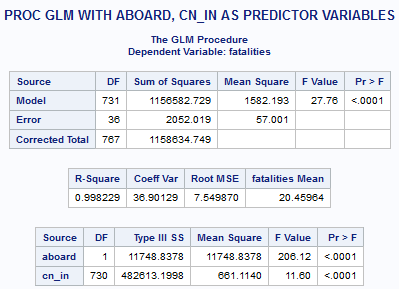 PROC GLM WITH ABOARD, CN_IN AS PREDICTOR VARIABLES
The GLM Procedure
Dependent Variable: fatalities
Source DF Sum of Squares Mean Square F Value Pr > F
Model 731 1156582.729 1582.193 27.76 <.0001
Error 36 2052.019 57.001
Corrected Total 767 1158634.749
R-Square Coeff Var Root MSE fatalities Mean
0.998229 36.90129 7.549870 20.45964
Source DF Type III SS Mean Square F Value Pr > F
aboard 1 11748.8378 11748.8378 206.12 <.0001
cn_in 730 482613.1998 661.1140 11.60 <.0001